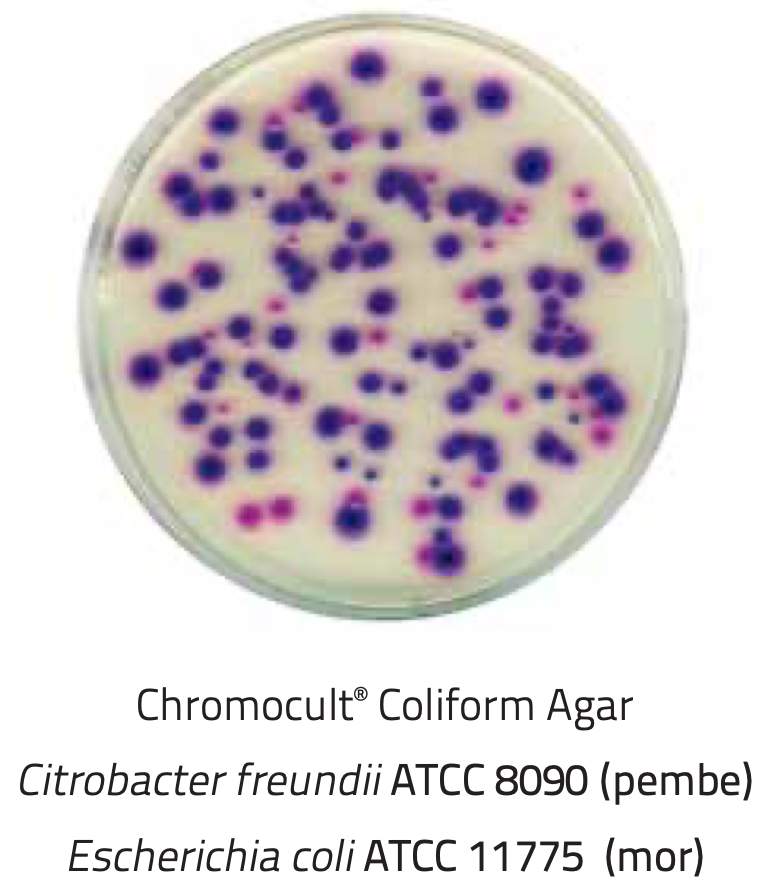 Chromocult® Coliform Agar
Citrobacter freundii ATCC 8090 (pembe)
Escherichia coli ATCC 11775 (mor)